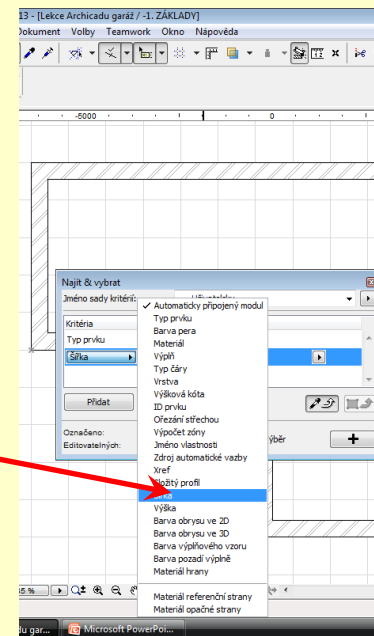 13 - [Lekce Archicadu garáž / -1. ZÁKLADY]
Dokument Volby Teamwork Okno Nápověda
-5000 0
Najít & vybrat
Jméno sady kritérií:
Kritéria
Typ prvku
Šířka
Přidat
Označeno:
Editovatelných:
výběr
✓ Automaticky připojený modul
Typ prvku
Barva pera
Materiál
Výplň
Typ čáry
Vrstva
Výšková kóta
ID prvku
Ořezání střechou
Výpočet zóny
Jméno vlastnosti
Zdroj automatické vazby
Xref
Složitý profil
Výška
Barva obrysu ve 2D
Barva obrysu ve 3D
Barva výplňového vzoru
Barva pozadí výplně
Materiál hrany
Materiál referenční strany
Materiál opačné strany
du gar...
Microsoft PowerPoi...